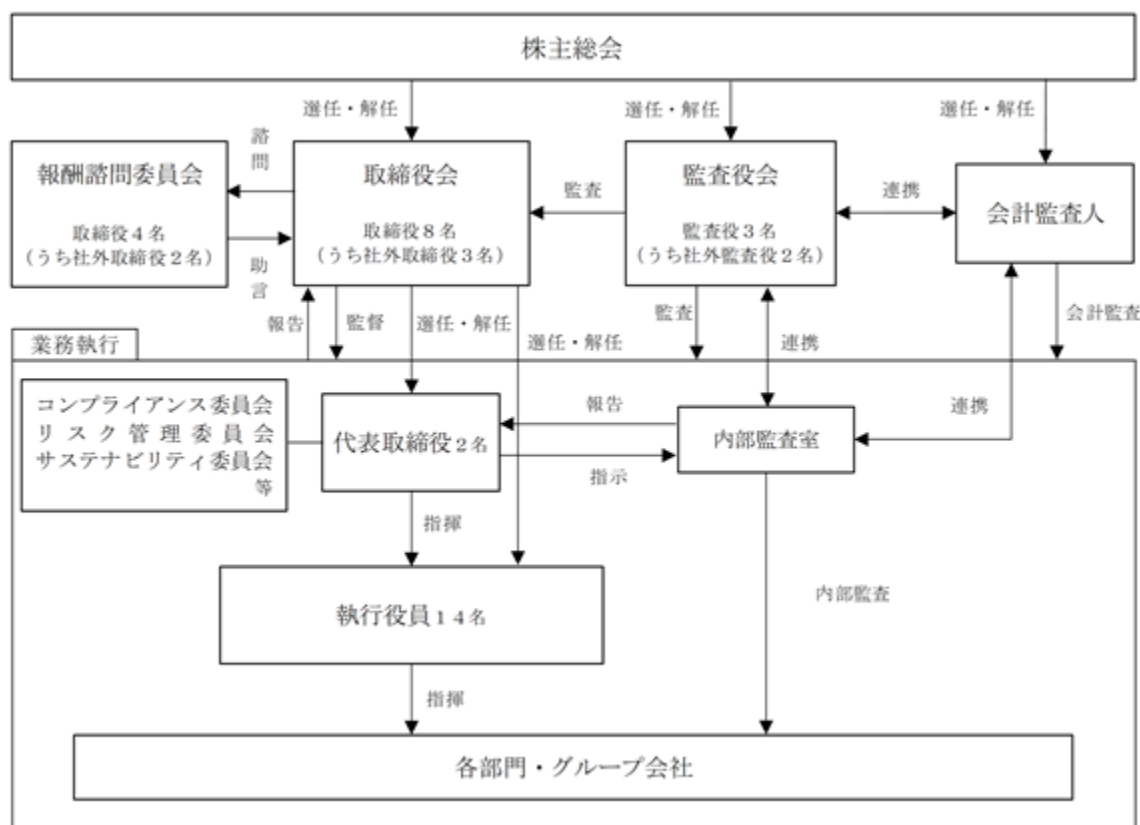 株主総会
選任・解任
選任・解任
選任・解任
諮問
報酬諮問委員会
取締役4名
（うち社外取締役2名）
助言
取締役会
取締役8名
（うち社外取締役3名）
監査
監査役会
監査役3名
（うち社外監査役2名）
連携
会計監査人
報告
監督
選任・解任
選任・解任
監査
連携
会計監査
業務執行
コンプライアンス委員会
リスク管理委員会
サステナビリティ委員会
等
代表取締役2名
報告
指示
内部監査室
連携
指揮
執行役員14名
内部監査
指揮
各部門・グループ会社